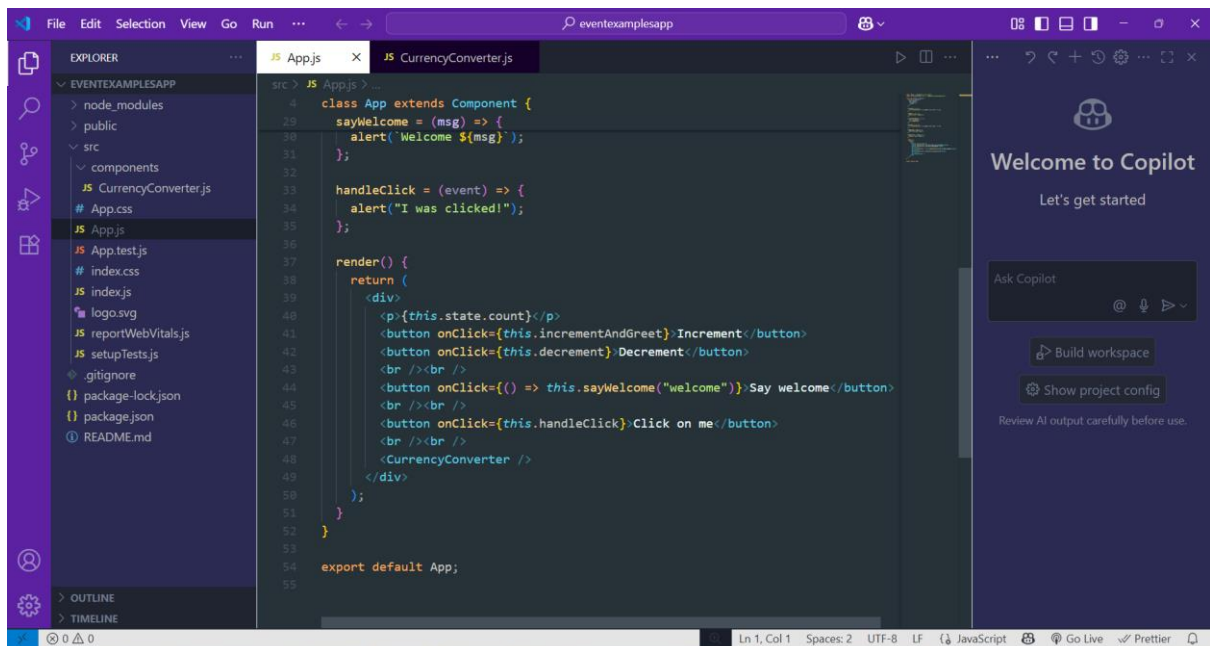 File Edit Selection View Go Run ··· eventexamplesapp
EXPLORER ···
EVENTEXAMPLESAPP
node_modules
public
src
components
JS CurrencyConverter.js
# App.css
JS App.js
JS App.test.js
# index.css
JS index.js
logo.svg
JS reportWebVitals.js
JS setupTests.js
.gitignore
{} package-lock.json
{} package.json
README.md
OUTLINE
TIMELINE
JS App.js × JS CurrencyConverter.js
src > JS App.js > ...
4 class App extends Component {
29 sayWelcome = (msg) => {
30 alert(`Welcome ${msg}`);
31 };
32
33 handleClick = (event) => {
34 alert("I was clicked!");
35 };
36
37 render() {
38 return (
39 <div>
40 <p>{this.state.count}</p>
41 <button onClick={this.incrementAndGreet}>Increment</button>
42 <button onClick={this.decrement}>Decrement</button>
43 <br /><br />
44 <button onClick={() => this.sayWelcome("welcome")}>Say welcome</button>
45 <br /><br />
46 <button onClick={this.handleClick}>Click on me</button>
47 <br /><br />
48 <CurrencyConverter />
49 </div>
50 );
51 }
52 }
53
54 export default App;
55
Welcome to Copilot
Let's get started
Ask Copilot
@
Build workspace
Show project config
Review AI output carefully before use.
0 0 Ln 1, Col 1 Spaces: 2 UTF-8 LF JavaScript Go Live Prettier